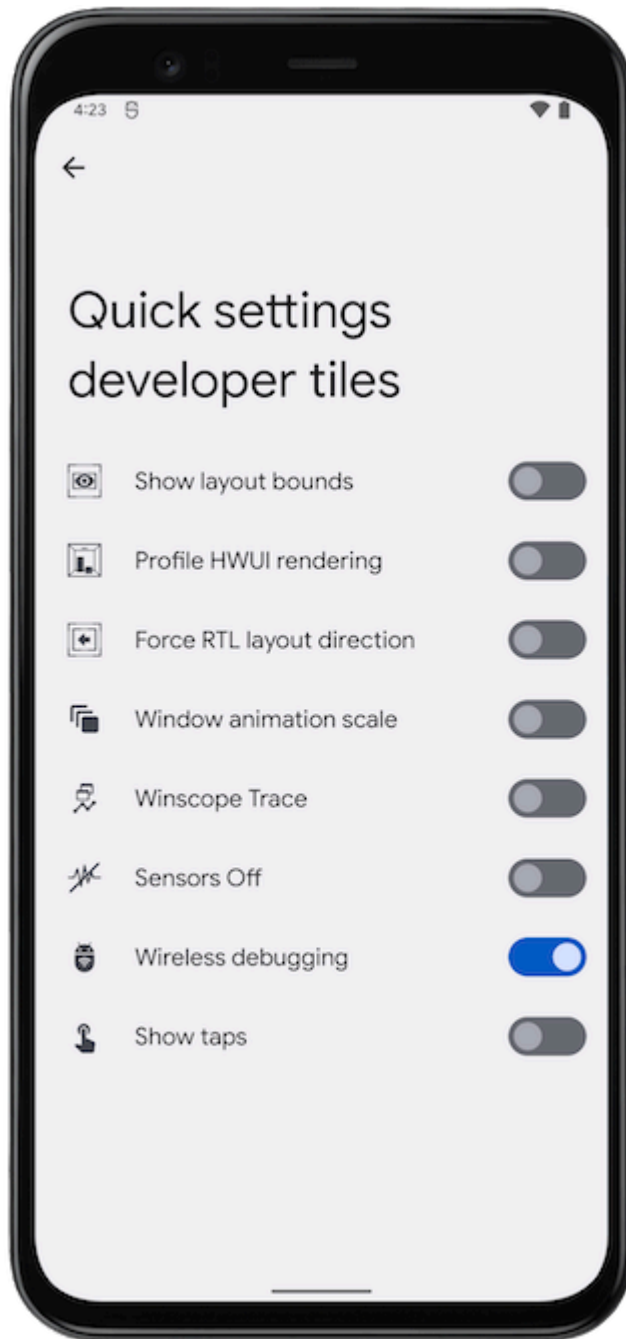 4:23
Quick settings
developer tiles
Show layout bounds
Profile HWUI rendering
Force RTL layout direction
Window animation scale
Winscope Trace
Sensors Off
Wireless debugging
Show taps